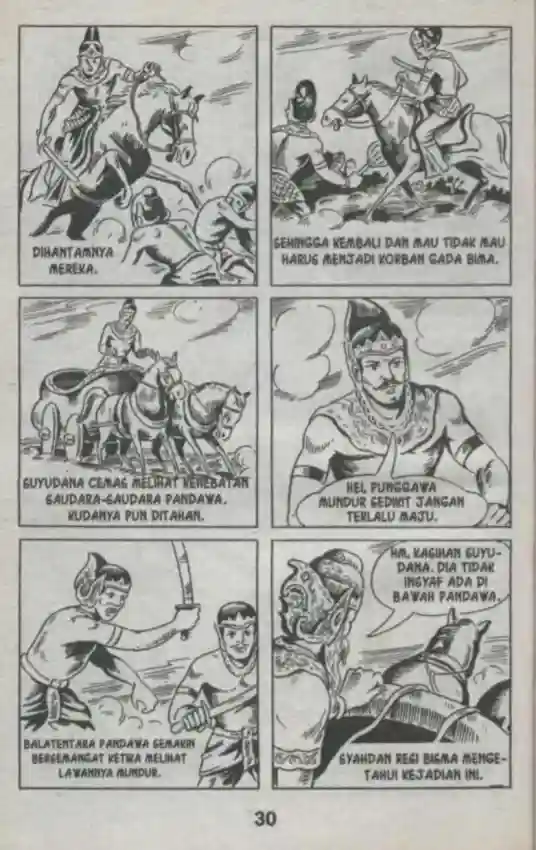 DIHANTAMNYA
MEREKA.
SEHINGGA KEMBALI DAN MAU TIDAK MAU
HARUS MENJADI KORBAN GADA BIMA.
SUYUDANA CEMAS MELIHAT KEHEBATAN
SAUDARA-SAUDARA PANDAWA.
KUDANYA PUN DITAHAN.
HEI, PUNGGAWA
MUNDUR SEDIKIT JANGAN
TERLALU MAJU.
BALATENTARA PANDAWA SEMAKIN
BERSEMANGAT KETIKA MELIHAT
LAWANNYA MUNDUR.
HM, KASIHAN SUYU-
DANA. DIA TIDAK
INSYAF ADA DI
BAWAH PANDAWA.
SYAHDAN RESI BISMA MENGE-
TAHUI KEJADIAN INI.
30